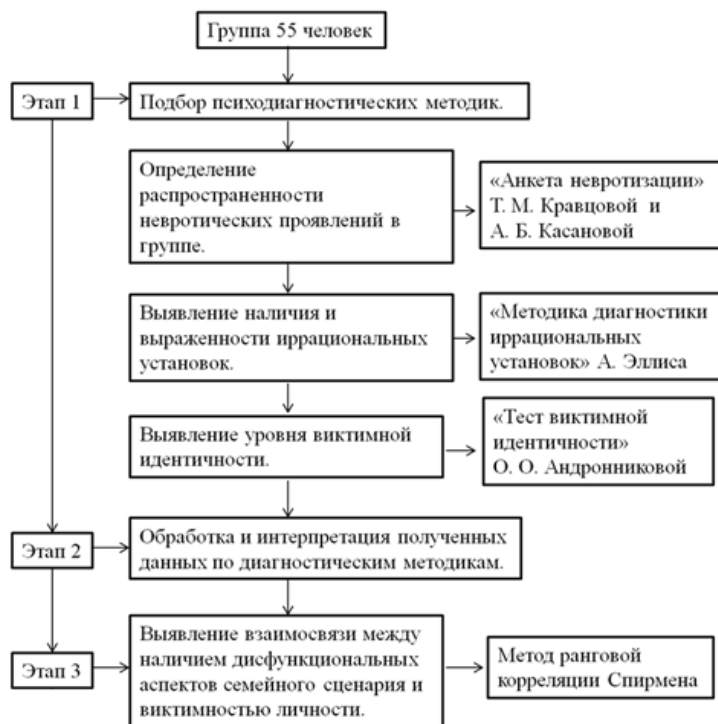 Группа 55 человек
Этап 1
Подбор психодиагностических методик.
Определение
распространенности
невротических проявлений в
группе.
«Анкета невротизации»
Т. М. Кравцовой и
А. Б. Касановой
Выявление наличия и
выраженности иррациональных
установок.
«Методика диагностики
иррациональных
установок» А. Эллиса
Выявление уровня виктимной
идентичности.
«Тест виктимной
идентичности»
О. О. Андронниковой
Этап 2
Обработка и интерпретация полученных
данных по диагностическим методикам.
Этап 3
Выявление взаимосвязи между
наличием дисфункциональных
аспектов семейного сценария и
виктимностью личности.
Метод ранговой
корреляции Спирмена